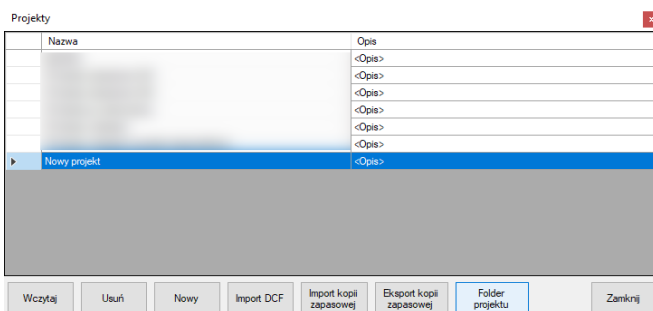 Projekty
x
Nazwa Opis
<Opis>
<Opis>
<Opis>
<Opis>
<Opis>
<Opis>
Nowy projekt <Opis>
Wczytaj Usuń Nowy Import DCF Import kopii zapasowej Eksport kopii zapasowej Folder projektu Zamknij